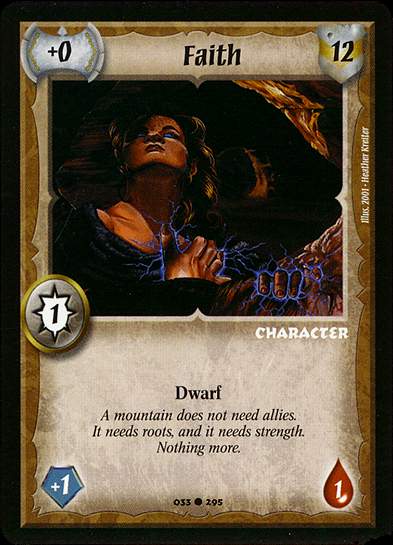 +0
Faith
12
Illus. 2001 • Heather Kreiter
1
CHARACTER
Dwarf
A mountain does not need allies.
It needs roots, and it needs strength.
Nothing more.
+1
033 ● 295
1